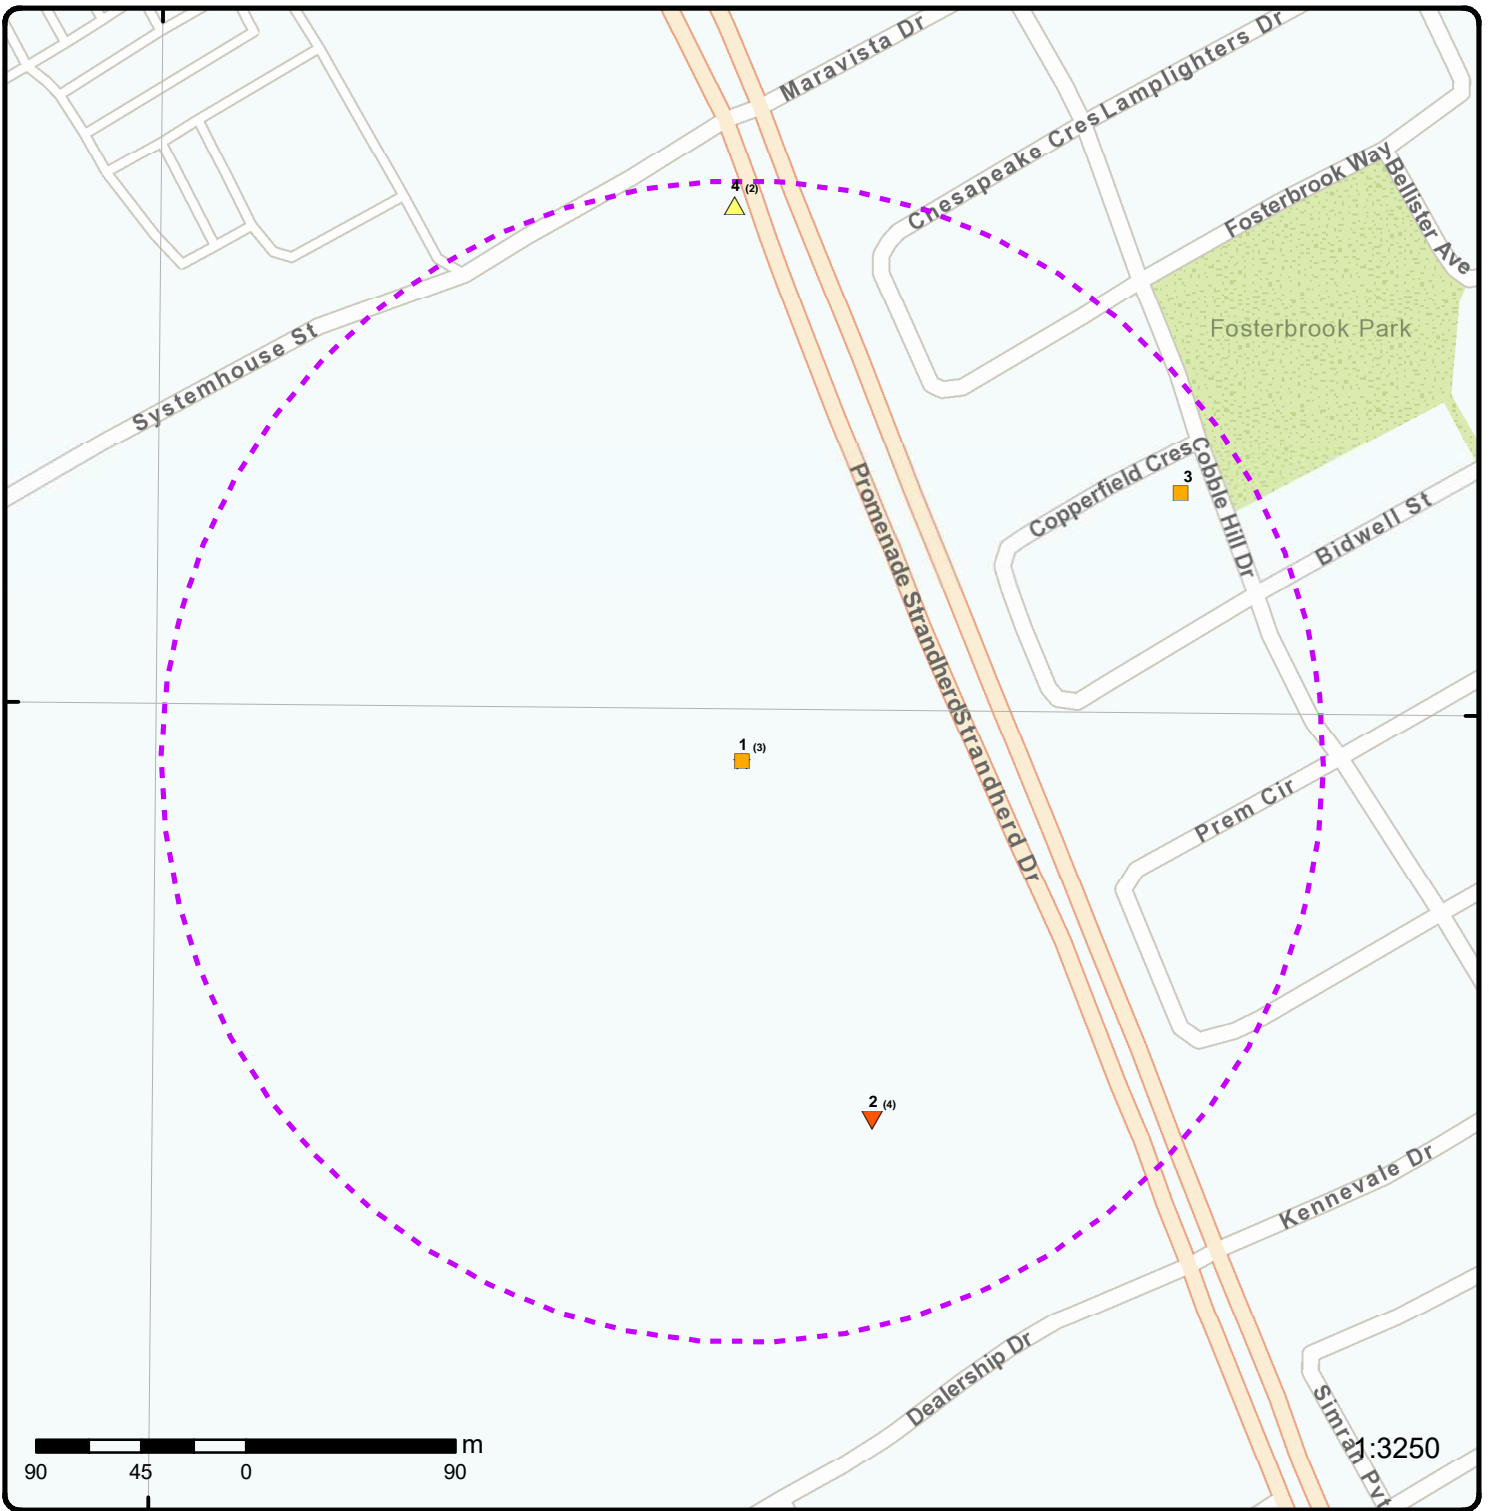 Maravista Dr
Lamplighters Dr
Chesapeake Cres
Fosterbrook Way
Bellister Ave
4 (2)
Fosterbrook Park
Systemhouse St
Copperfield Cres
Cobble Hill Dr
3
Bidwell St
Promenade Strandherd
Strandherd Dr
1 (3)
Prem Cir
2 (4)
Kennevale Dr
Dealership Dr
Simran Pvt
m
90 45 0 90
1:3250